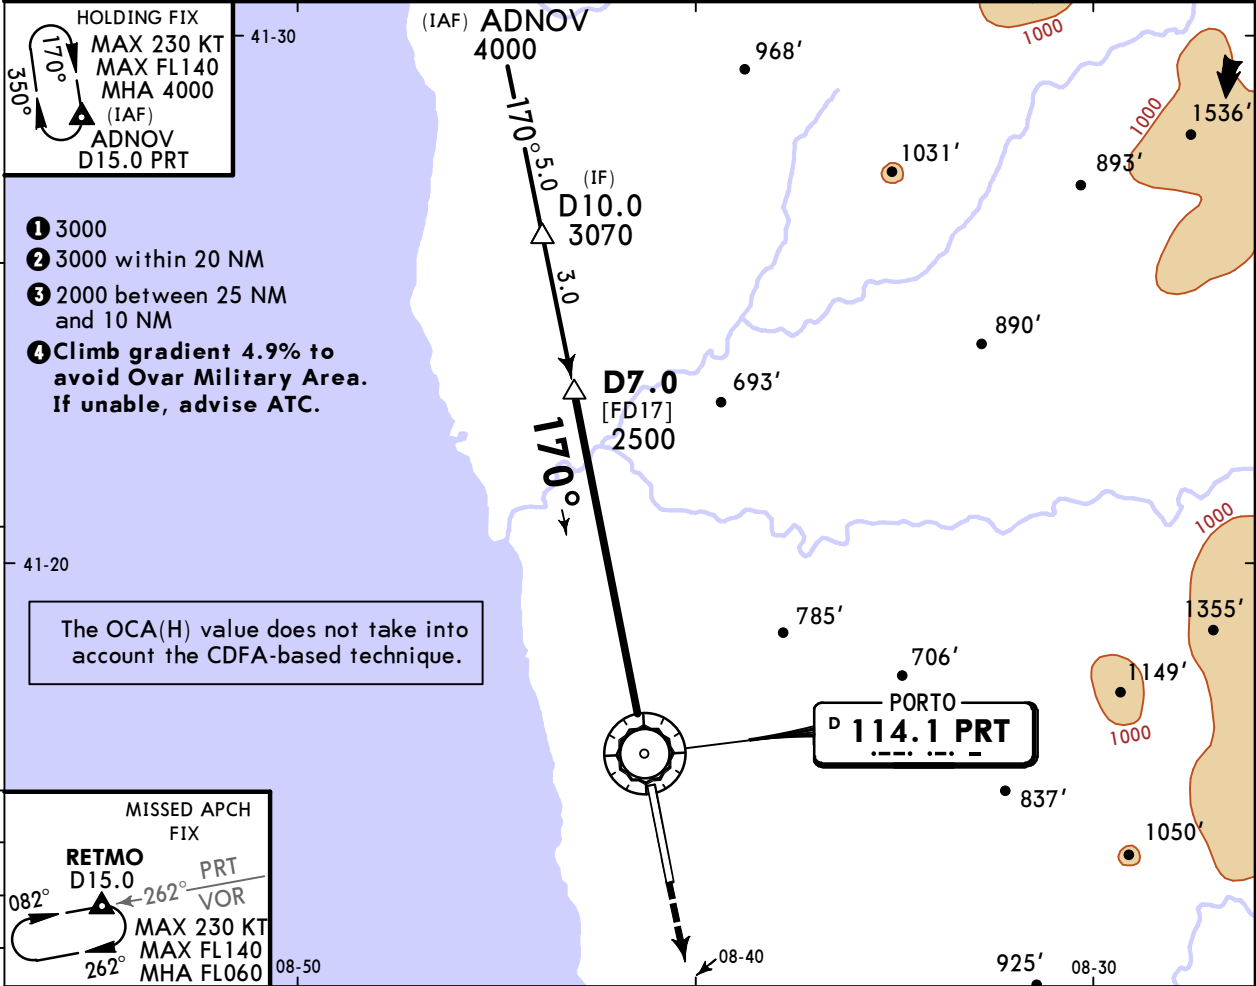 HOLDING FIX
MAX 230 KT
MAX FL140
MHA 4000
(IAF)
ADNOV
D15.0 PRT
170°
350°
41-30
(IAF) ADNOV
4000
170°
5.0
(IF)
D10.0
3070
3.0
D7.0
[FD17]
2500
170°
968'
1000
1031'
1000
1536'
893'
890'
693'
❶ 3000
❷ 3000 within 20 NM
❸ 2000 between 25 NM
and 10 NM
❹ Climb gradient 4.9% to
avoid Ovar Military Area.
If unable, advise ATC.
41-20
The OCA(H) value does not take into
account the CDFA-based technique.
1000
785'
706'
1355'
1149'
1000
PORTO
D 114.1 PRT
837'
1050'
925'
MISSED APCH
FIX
RETMO
D15.0
262°
PRT
VOR
082°
262°
MAX 230 KT
MAX FL140
MHA FL060
08-50
08-40
08-30